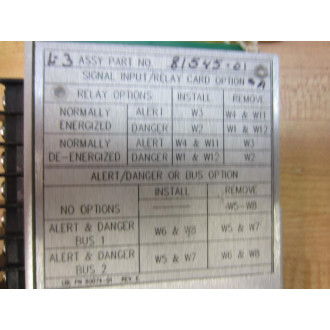 L3 ASSY PART NO. 81545-01
SIGNAL INPUT/RELAY CARD OPTION A
RELAY OPTIONS INSTALL REMOVE
NORMALLY ENERGIZED ALERT W3 W4 & W11
DANGER W2 W1 & W12
NORMALLY DE-ENERGIZED ALERT W4 & W11 W3
DANGER W1 & W12 W2
ALERT/DANGER OR BUS OPTION
INSTALL REMOVE
NO OPTIONS W5-W8
ALERT & DANGER BUS 1 W6 & W8 W5 & W7
ALERT & DANGER BUS 2 W5 & W7 W6 & W8
REV